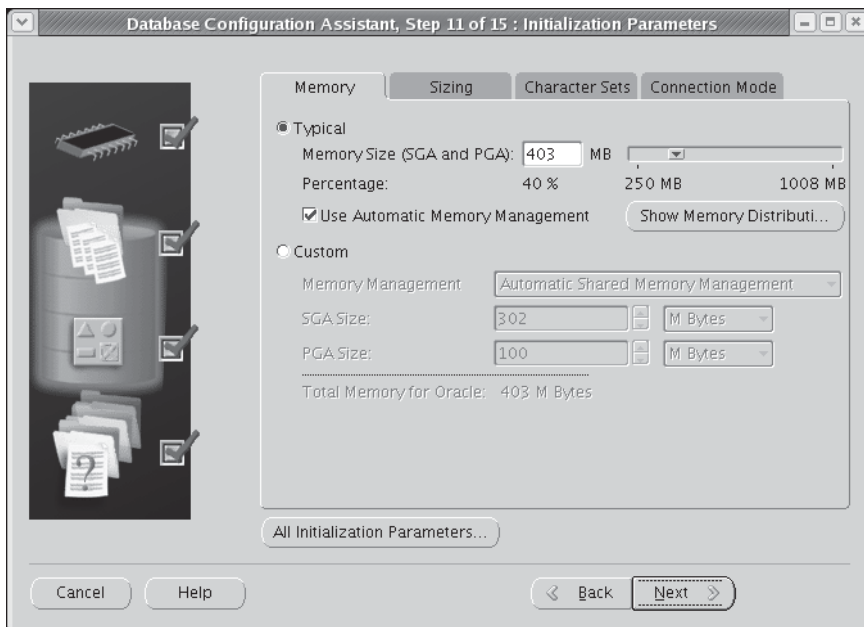 Database Configuration Assistant, Step 11 of 15 : Initialization Parameters
Memory Sizing Character Sets Connection Mode
Typical
Memory Size (SGA and PGA): 403 MB
Percentage: 40 % 250 MB 1008 MB
Use Automatic Memory Management Show Memory Distributi...
Custom
Memory Management Automatic Shared Memory Management
SGA Size: 302 M Bytes
PGA Size: 100 M Bytes
Total Memory for Oracle: 403 M Bytes
?
All Initialization Parameters...
Cancel Help Back Next